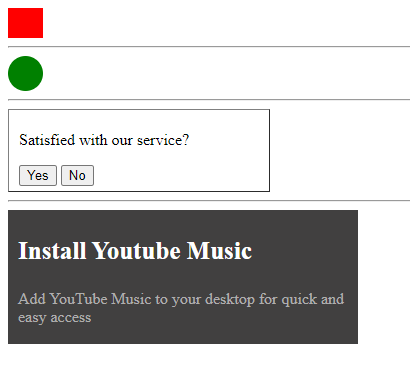 Satisfied with our service?
Yes No
Install Youtube Music
Add YouTube Music to your desktop for quick and
easy access